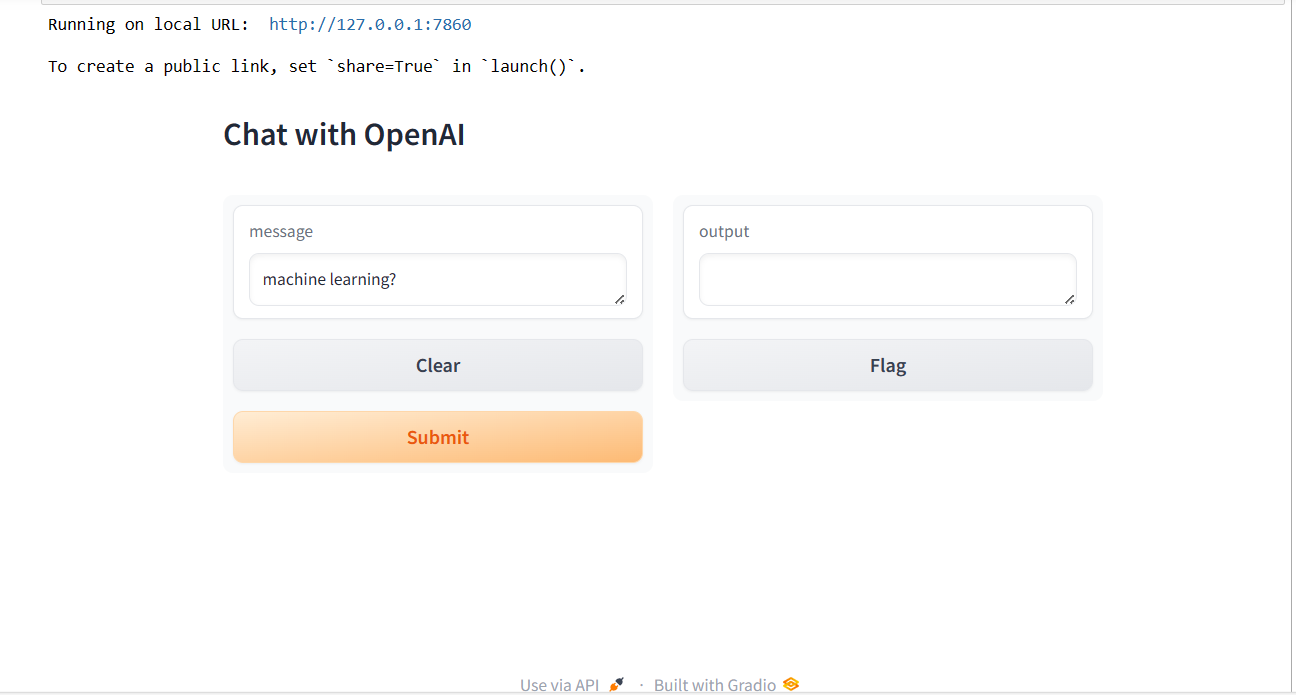 Running on local URL:  http://127.0.0.1:7860
To create a public link, set `share=True` in `launch()`.
Chat with OpenAI
message
machine learning?
output
Clear
Flag
Submit
Use via API · Built with Gradio